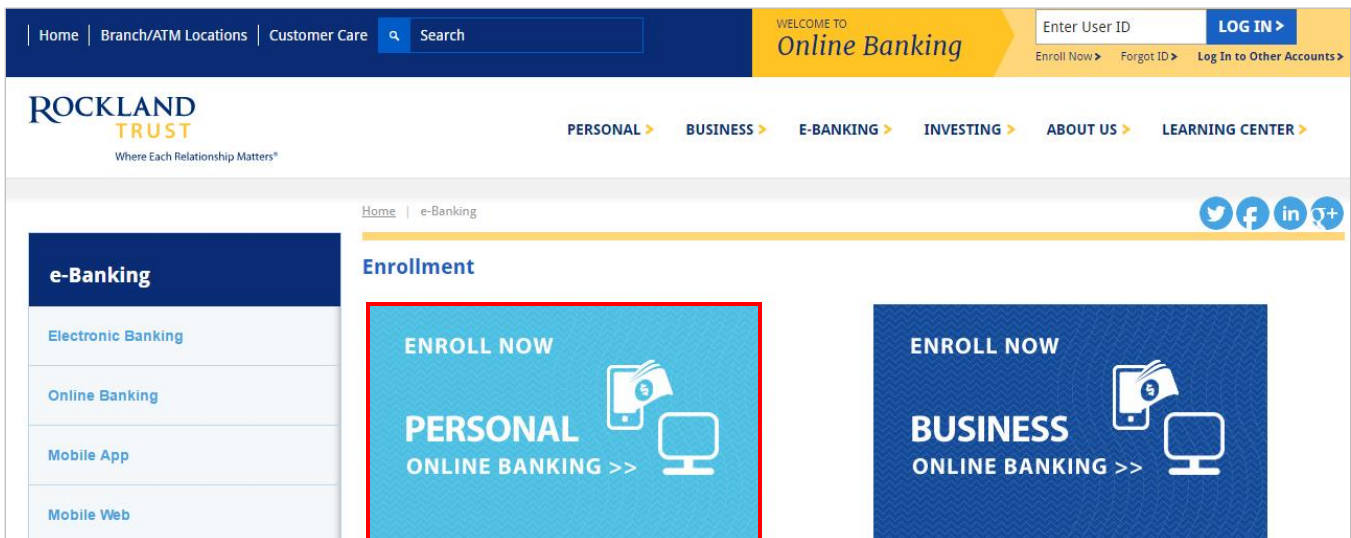 Home | Branch/ATM Locations | Customer Care Search
WELCOME TO
Online Banking
Enter User ID LOG IN >
Enroll Now > Forgot ID > Log In to Other Accounts >
ROCKLAND
TRUST
Where Each Relationship Matters®
PERSONAL > BUSINESS > E-BANKING > INVESTING > ABOUT US > LEARNING CENTER >
Home | e-Banking
in g+
e-Banking
Electronic Banking
Online Banking
Mobile App
Mobile Web
Enrollment
ENROLL NOW
PERSONAL
ONLINE BANKING >>
ENROLL NOW
BUSINESS
ONLINE BANKING >>